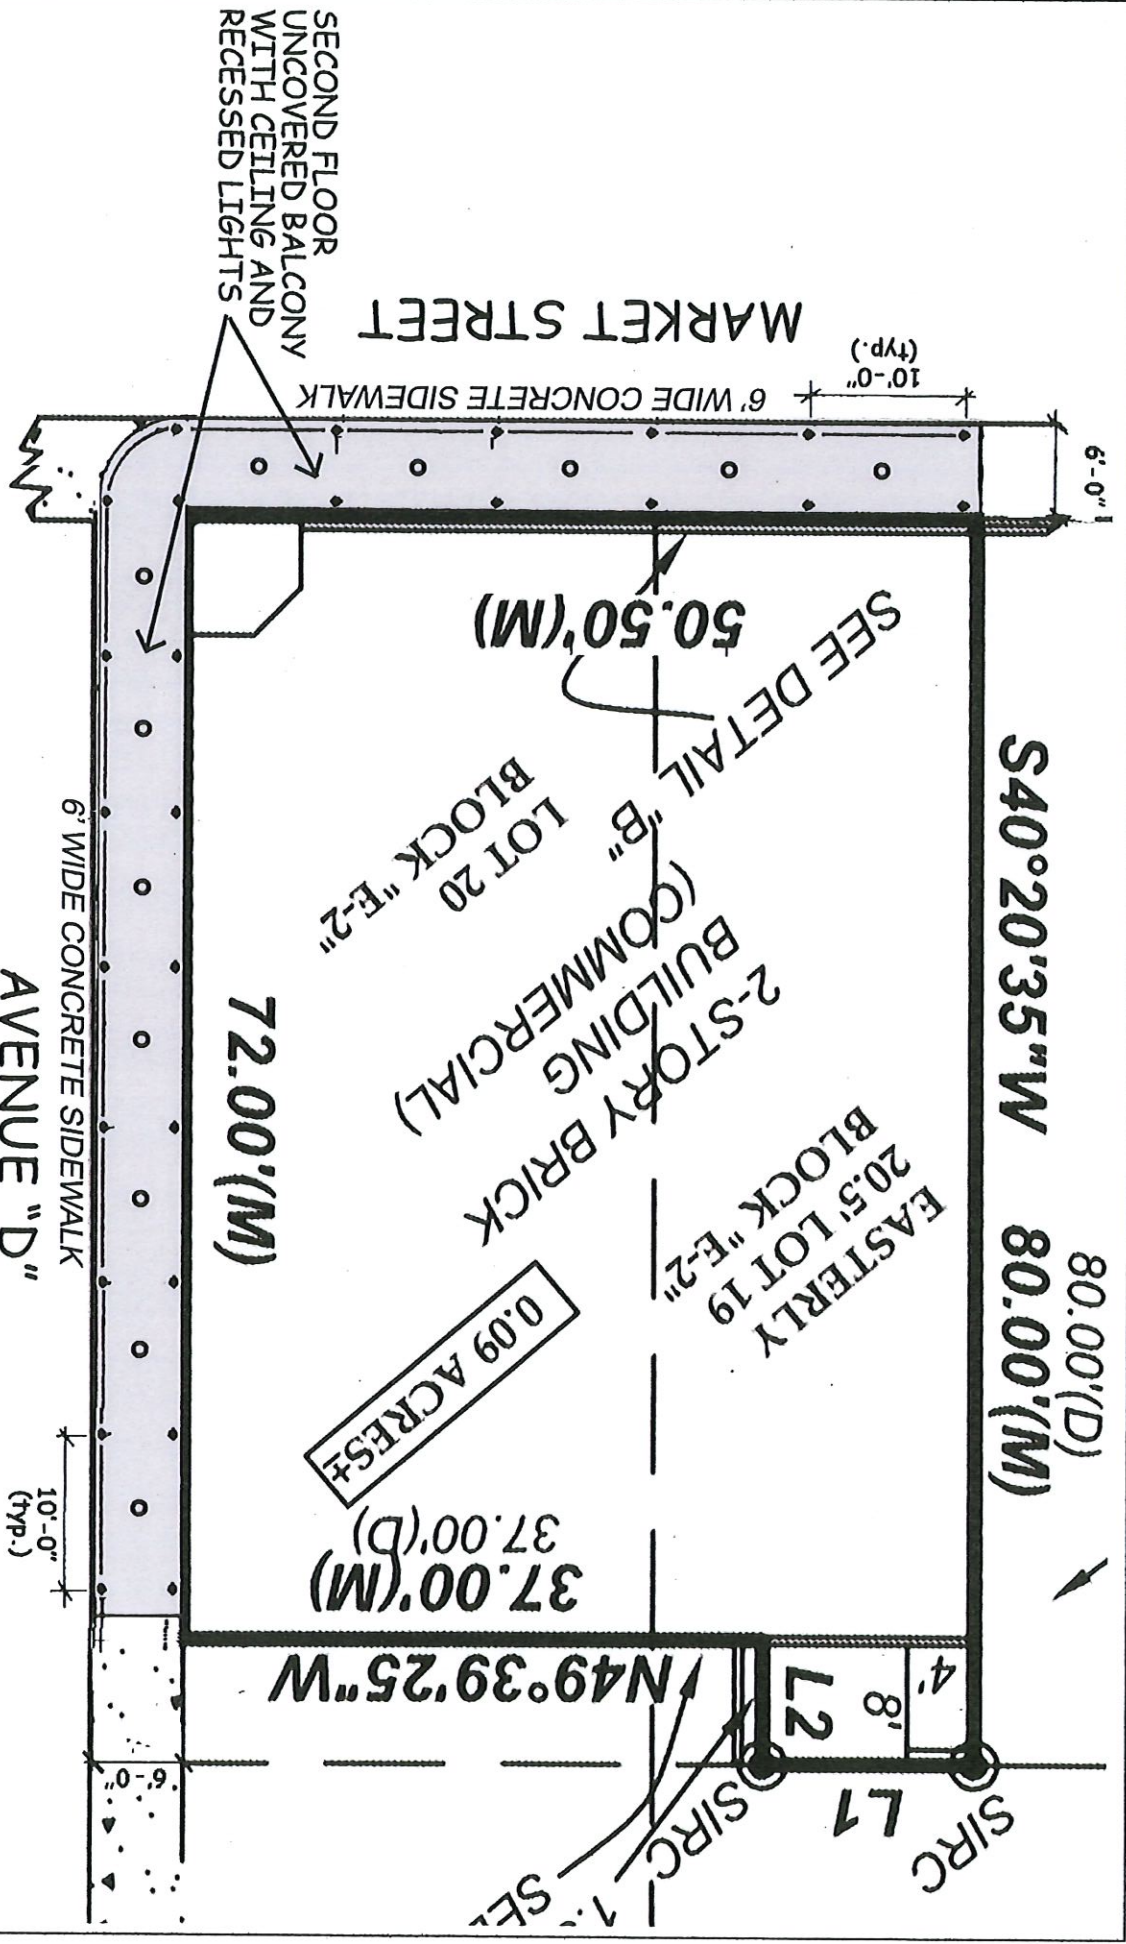 SECOND FLOOR
UNCOVERED BALCONY
WITH CEILING AND
RECESSED LIGHTS
MARKET STREET
6' WIDE CONCRETE SIDEWALK
10'-0"
(typ.)
6'-0"
50.50'(M)
SEE DETAIL "B"
S40°20'35"W 80.00'(M)
80.00'(D)
LOT 20
BLOCK "E-2"
2-STORY BRICK
BUILDING
(COMMERCIAL)
EASTERLY
20.5' LOT 19
BLOCK "E-2"
72.00'(M)
0.09 ACRES±
37.00'(D)
37.00'(M)
N49°39'25"W
6' WIDE CONCRETE SIDEWALK
AVENUE "D"
10'-0"
(typ.)
6'-0"
L2
8'
4'
L1
SIRC
SIRC